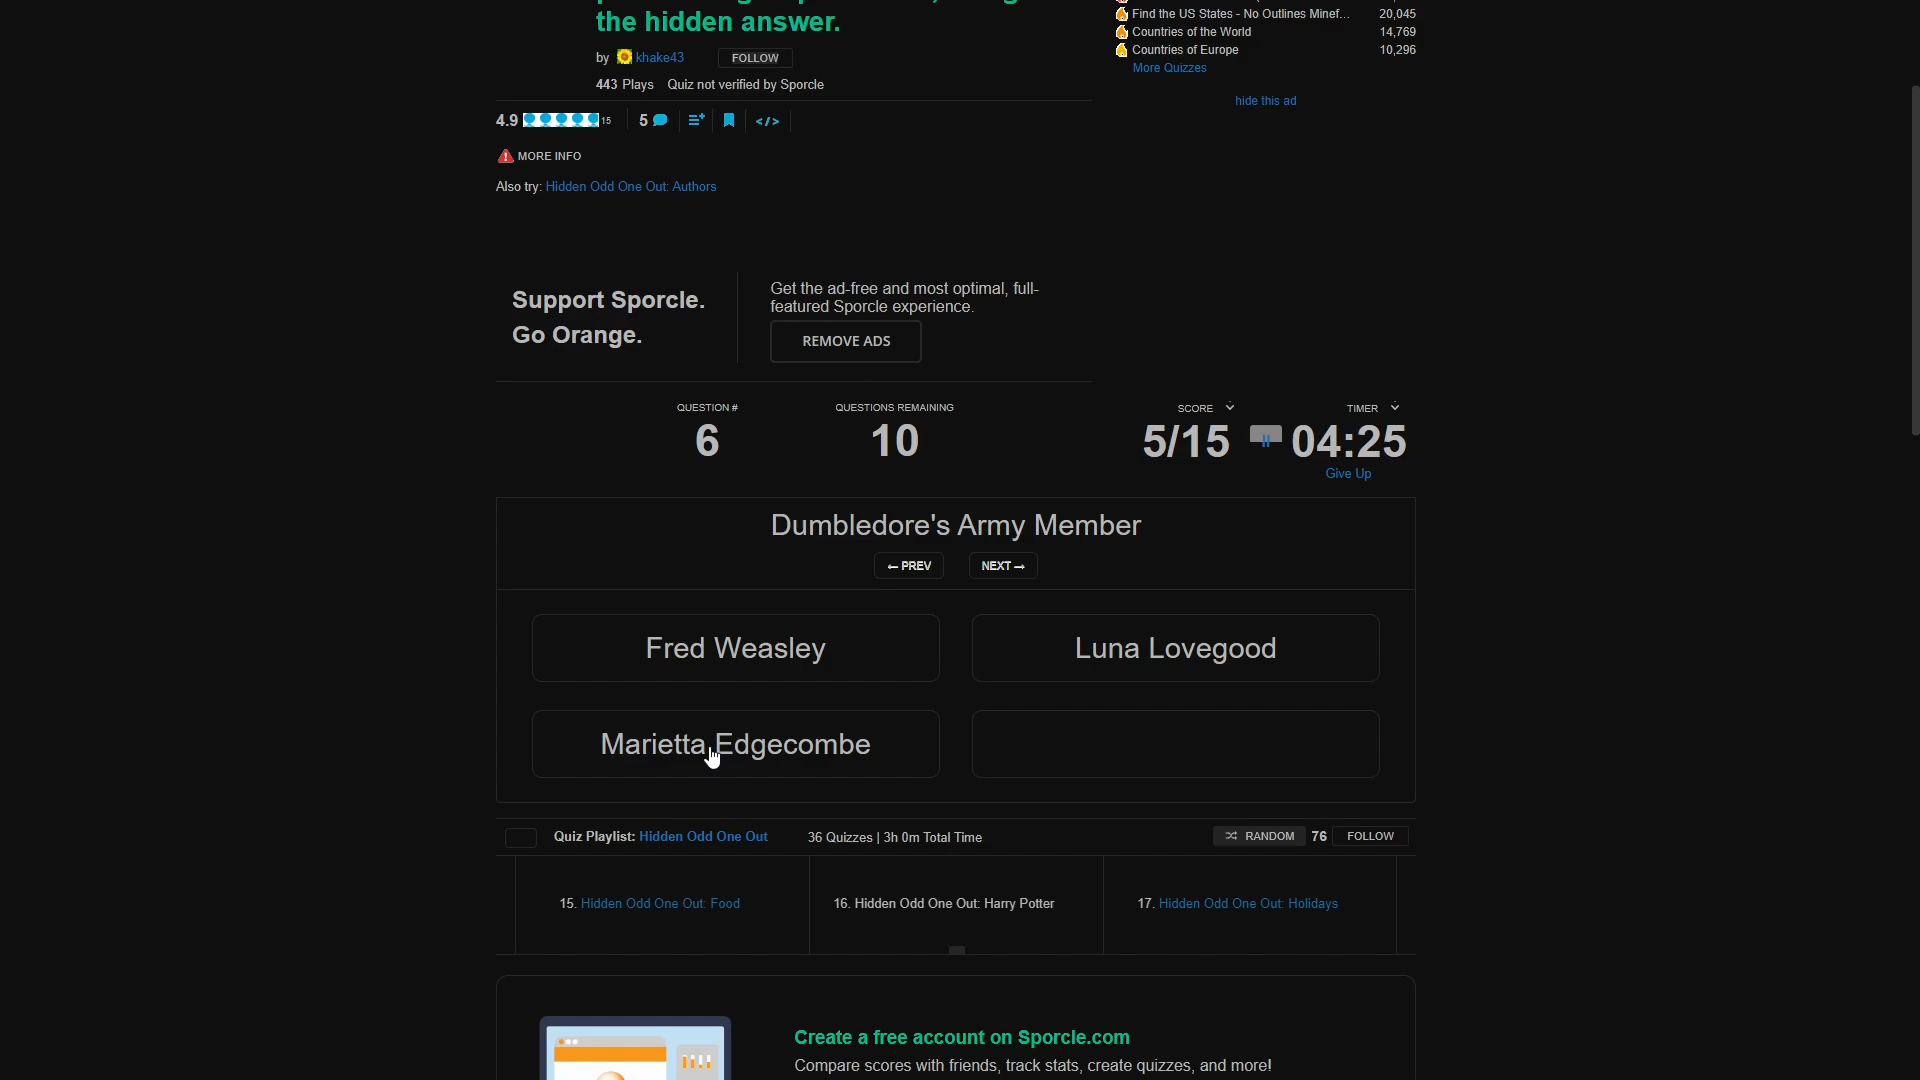 the hidden answer.
Find the US States - No Outlines Minef... 20,045
Countries of the World 14,769
Countries of Europe 10,296
More Quizzes
by khake43 FOLLOW
443 Plays Quiz not verified by Sporcle
hide this ad
4.9 15 5 </>
MORE INFO
Also try: Hidden Odd One Out: Authors
Support Sporcle.
Go Orange.
Get the ad-free and most optimal, full-
featured Sporcle experience.
REMOVE ADS
QUESTION # QUESTIONS REMAINING SCORE TIMER
6 10 5/15 04:25
Give Up
Dumbledore's Army Member
← PREV NEXT →
Fred Weasley Luna Lovegood
Marietta Edgecombe
Quiz Playlist: Hidden Odd One Out 36 Quizzes | 3h 0m Total Time RANDOM 76 FOLLOW
15. Hidden Odd One Out: Food 16. Hidden Odd One Out: Harry Potter 17. Hidden Odd One Out: Holidays
Create a free account on Sporcle.com
Compare scores with friends, track stats, create quizzes, and more!